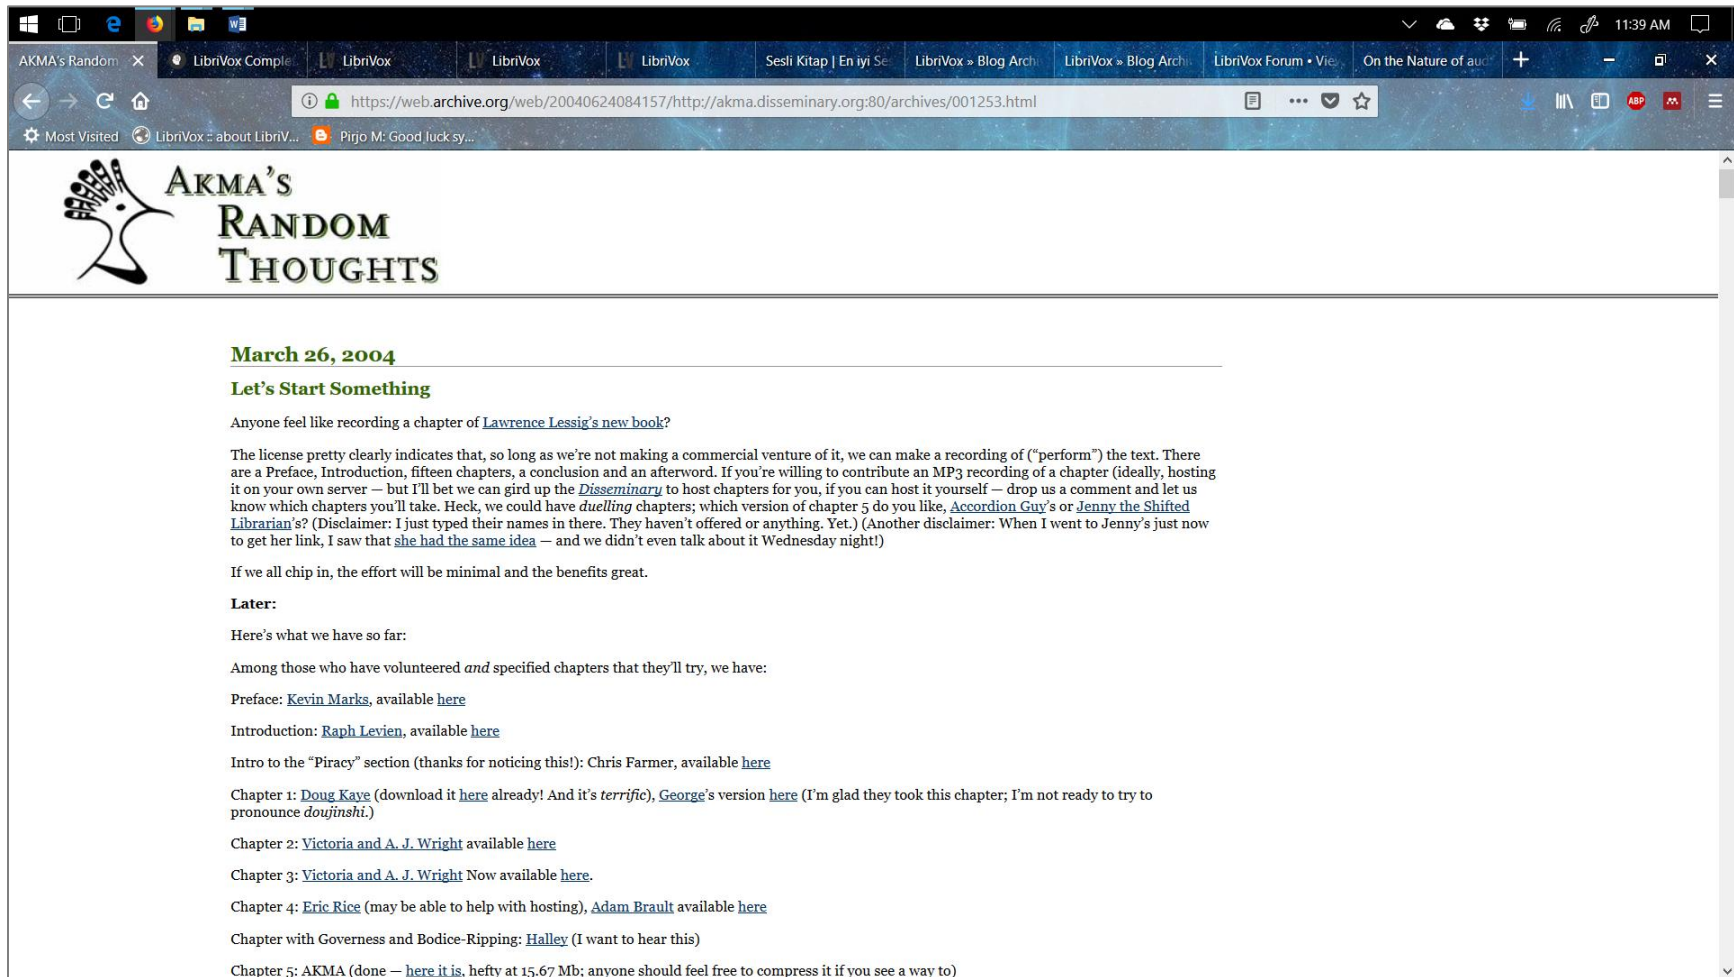 11:39 AM
AKMA's Random
LibriVox Comple
LibriVox
LibriVox
LibriVox
Sesli Kitap | En iyi Se
LibriVox » Blog Arch
LibriVox » Blog Arch
LibriVox Forum • Vie
On the Nature of aud
https://web.archive.org/web/20040624084157/http://akma.disseminary.org:80/archives/001253.html
ABP
Most Visited
LibriVox :: about LibriV...
Pirjo M: Good luck sy...
AKMA'S
RANDOM
THOUGHTS
March 26, 2004
Let's Start Something
Anyone feel like recording a chapter of Lawrence Lessig's new book?
The license pretty clearly indicates that, so long as we're not making a commercial venture of it, we can make a recording of (“perform”) the text. There
are a Preface, Introduction, fifteen chapters, a conclusion and an afterword. If you're willing to contribute an MP3 recording of a chapter (ideally, hosting
it on your own server — but I'll bet we can gird up the Disseminary to host chapters for you, if you can host it yourself — drop us a comment and let us
know which chapters you'll take. Heck, we could have duelling chapters; which version of chapter 5 do you like, Accordion Guy's or Jenny the Shifted
Librarian's? (Disclaimer: I just typed their names in there. They haven't offered or anything. Yet.) (Another disclaimer: When I went to Jenny's just now
to get her link, I saw that she had the same idea — and we didn't even talk about it Wednesday night!)
If we all chip in, the effort will be minimal and the benefits great.
Later:
Here's what we have so far:
Among those who have volunteered and specified chapters that they'll try, we have:
Preface: Kevin Marks, available here
Introduction: Raph Levien, available here
Intro to the “Piracy” section (thanks for noticing this!): Chris Farmer, available here
Chapter 1: Doug Kaye (download it here already! And it's terrific), George's version here (I'm glad they took this chapter; I'm not ready to try to
pronounce doujinshi.)
Chapter 2: Victoria and A. J. Wright available here
Chapter 3: Victoria and A. J. Wright Now available here.
Chapter 4: Eric Rice (may be able to help with hosting), Adam Brault available here
Chapter with Governess and Bodice-Ripping: Halley (I want to hear this)
Chapter 5: AKMA (done — here it is, hefty at 15.67 Mb; anyone should feel free to compress it if you see a way to)